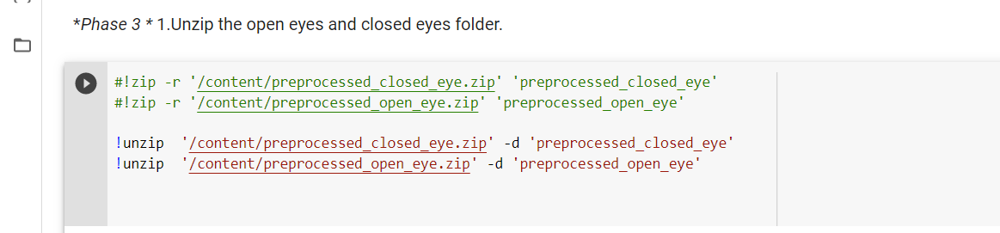 *Phase 3 * 1.Unzip the open eyes and closed eyes folder.
#!zip -r '/content/preprocessed_closed_eye.zip' 'preprocessed_closed_eye'
#!zip -r '/content/preprocessed_open_eye.zip' 'preprocessed_open_eye'
!unzip  '/content/preprocessed_closed_eye.zip' -d 'preprocessed_closed_eye'
!unzip  '/content/preprocessed_open_eye.zip' -d 'preprocessed_open_eye'